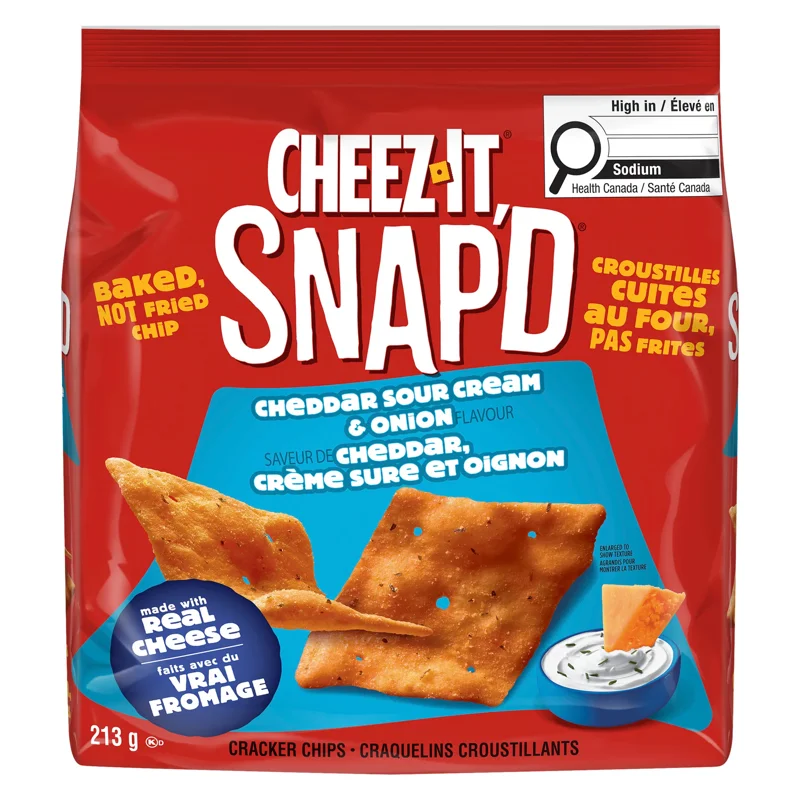 High in / Élevé en
Sodium
Health Canada / Santé Canada
CHEEZ-IT®
SNAP'D®
BAKED,
NOT FRIED
CHIP
CROUSTILLES
CUITES
AU FOUR,
PAS FRITES
CHEDDAR SOUR CREAM
& ONION FLAVOUR
SAVEUR DE CHEDDAR,
CRÈME SURE ET OIGNON
ENLARGED TO
SHOW TEXTURE
AGRANDIS POUR
MONTRER LA TEXTURE
made with
REAL
CHEESE
faits avec du
VRAI
FROMAGE
213 g K D
CRACKER CHIPS • CRAQUELINS CROUSTILLANTS